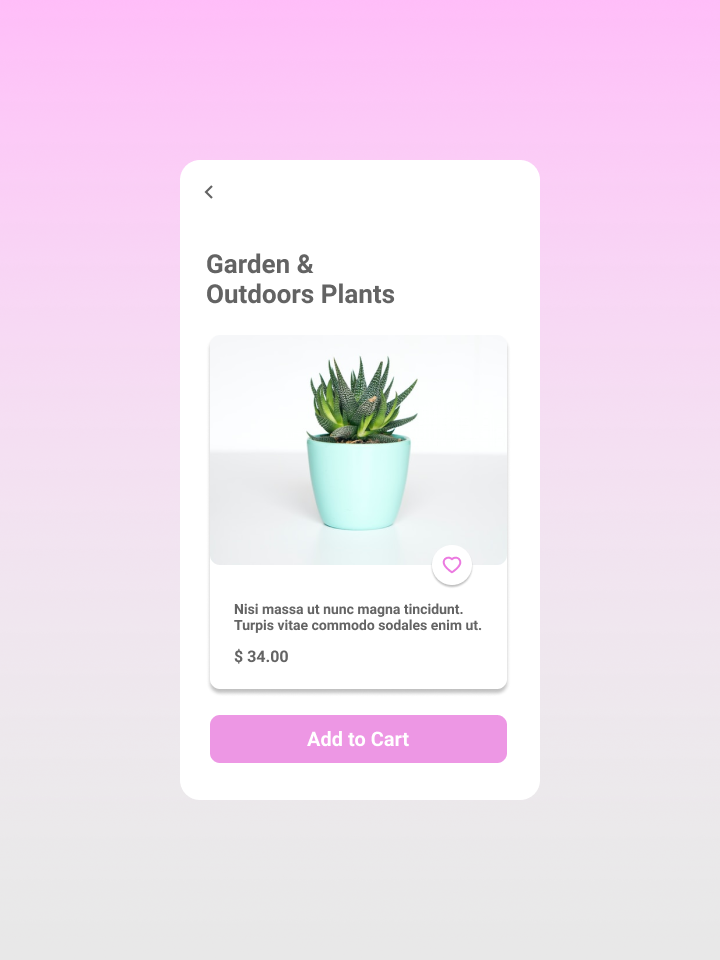 Garden &
Outdoors Plants
Nisi massa ut nunc magna tincidunt.
Turpis vitae commodo sodales enim ut.
$ 34.00
Add to Cart